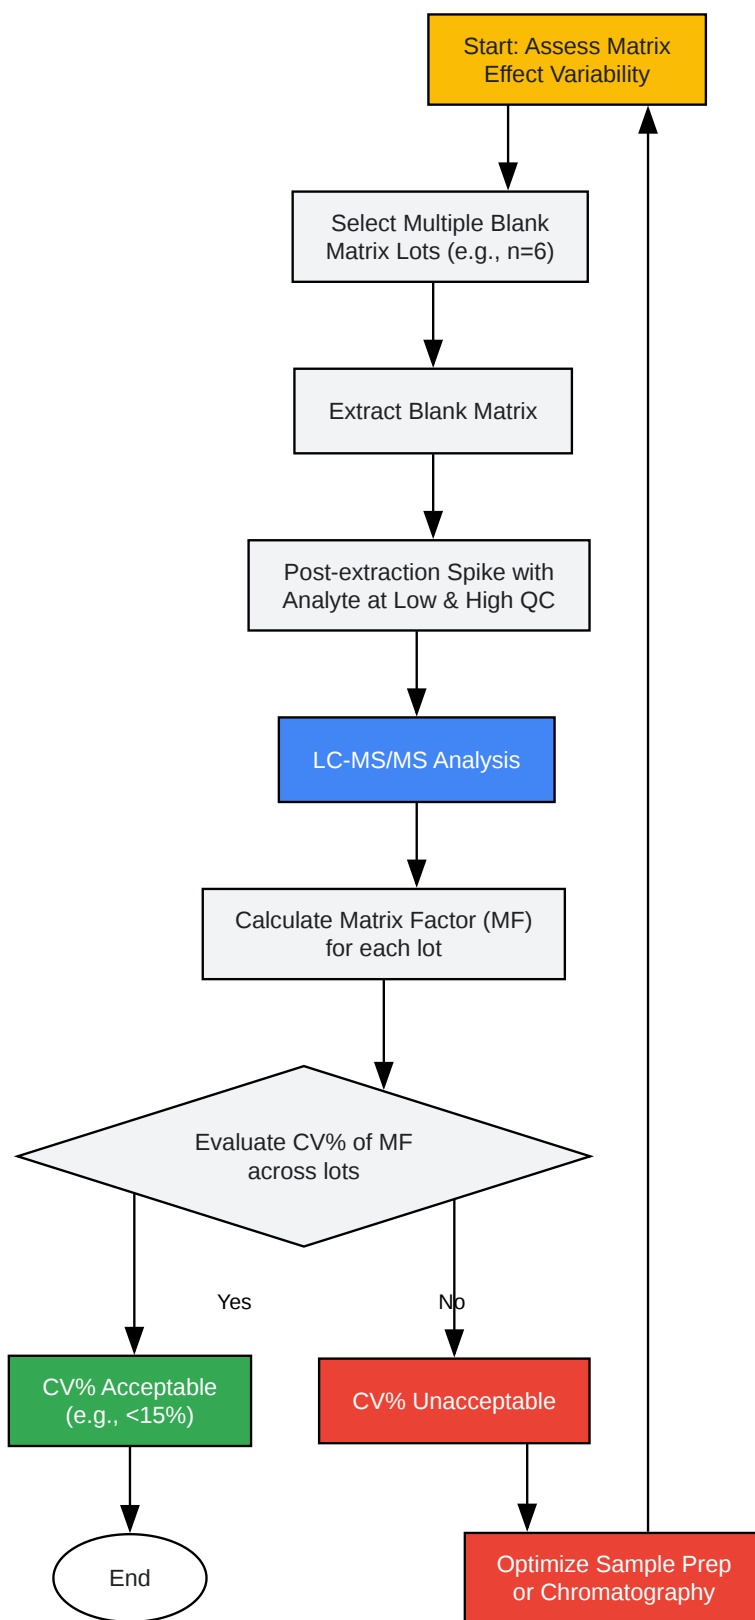 Start: Assess Matrix
Effect Variability
Select Multiple Blank
Matrix Lots (e.g., n=6)
Extract Blank Matrix
Post-extraction Spike with
Analyte at Low & High QC
LC-MS/MS Analysis
Calculate Matrix Factor (MF)
for each lot
Evaluate CV% of MF
across lots
Yes
No
CV% Acceptable
(e.g., <15%)
CV% Unacceptable
End
Optimize Sample Prep
or Chromatography